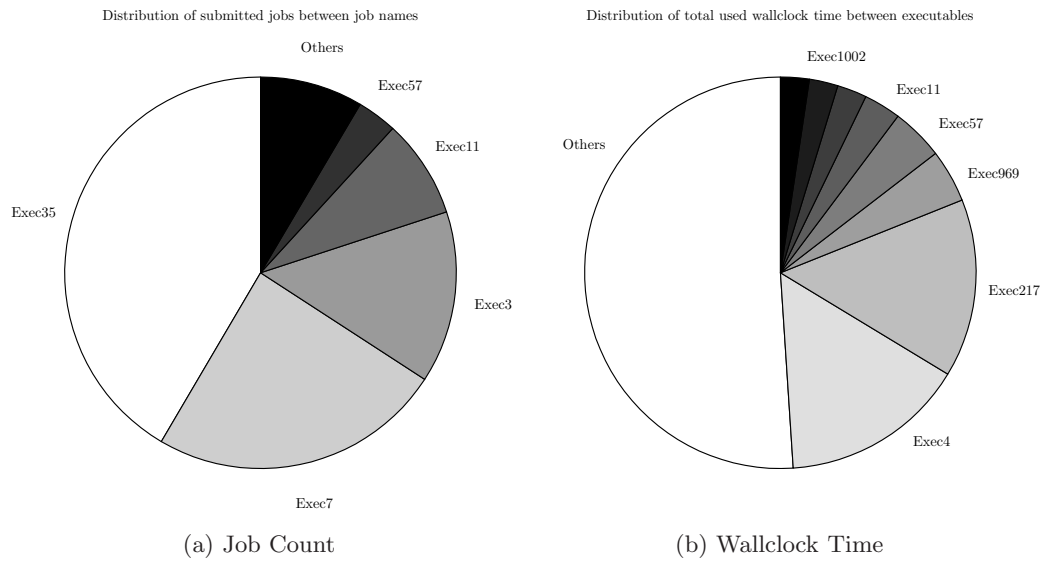 Distribution of submitted jobs between job names
Others
Exec57
Exec11
Exec35
Exec3
Exec7
(a) Job Count
Distribution of total used wallclock time between executables
Exec1002
Exec11
Exec57
Others
Exec969
Exec217
Exec4
(b) Wallclock Time